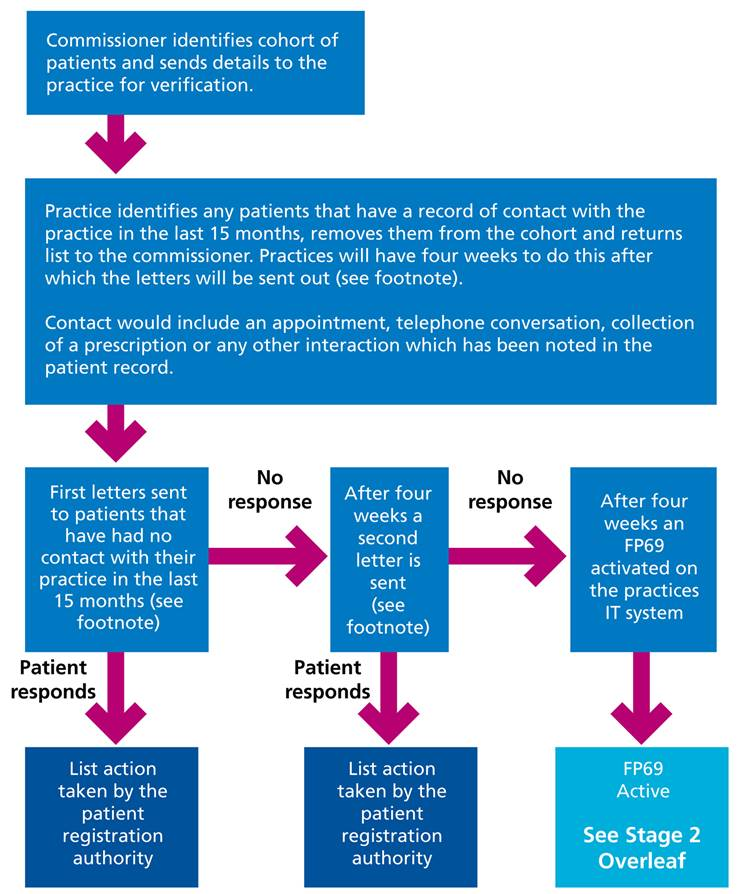 Commissioner identifies cohort of
patients and sends details to the
practice for verification.
Practice identifies any patients that have a record of contact with the
practice in the last 15 months, removes them from the cohort and returns
list to the commissioner. Practices will have four weeks to do this after
which the letters will be sent out (see footnote).
Contact would include an appointment, telephone conversation, collection
of a prescription or any other interaction which has been noted in the
patient record.
First letters sent
to patients that
have had no
contact with their
practice in the last
15 months (see
footnote)
No
response
After four
weeks a
second
letter is
sent
(see
footnote)
No
response
After four
weeks an
FP69
activated on
the practices
IT system
Patient
responds
Patient
responds
List action
taken by the
patient
registration
authority
List action
taken by the
patient
registration
authority
FP69
Active
See Stage 2
Overleaf